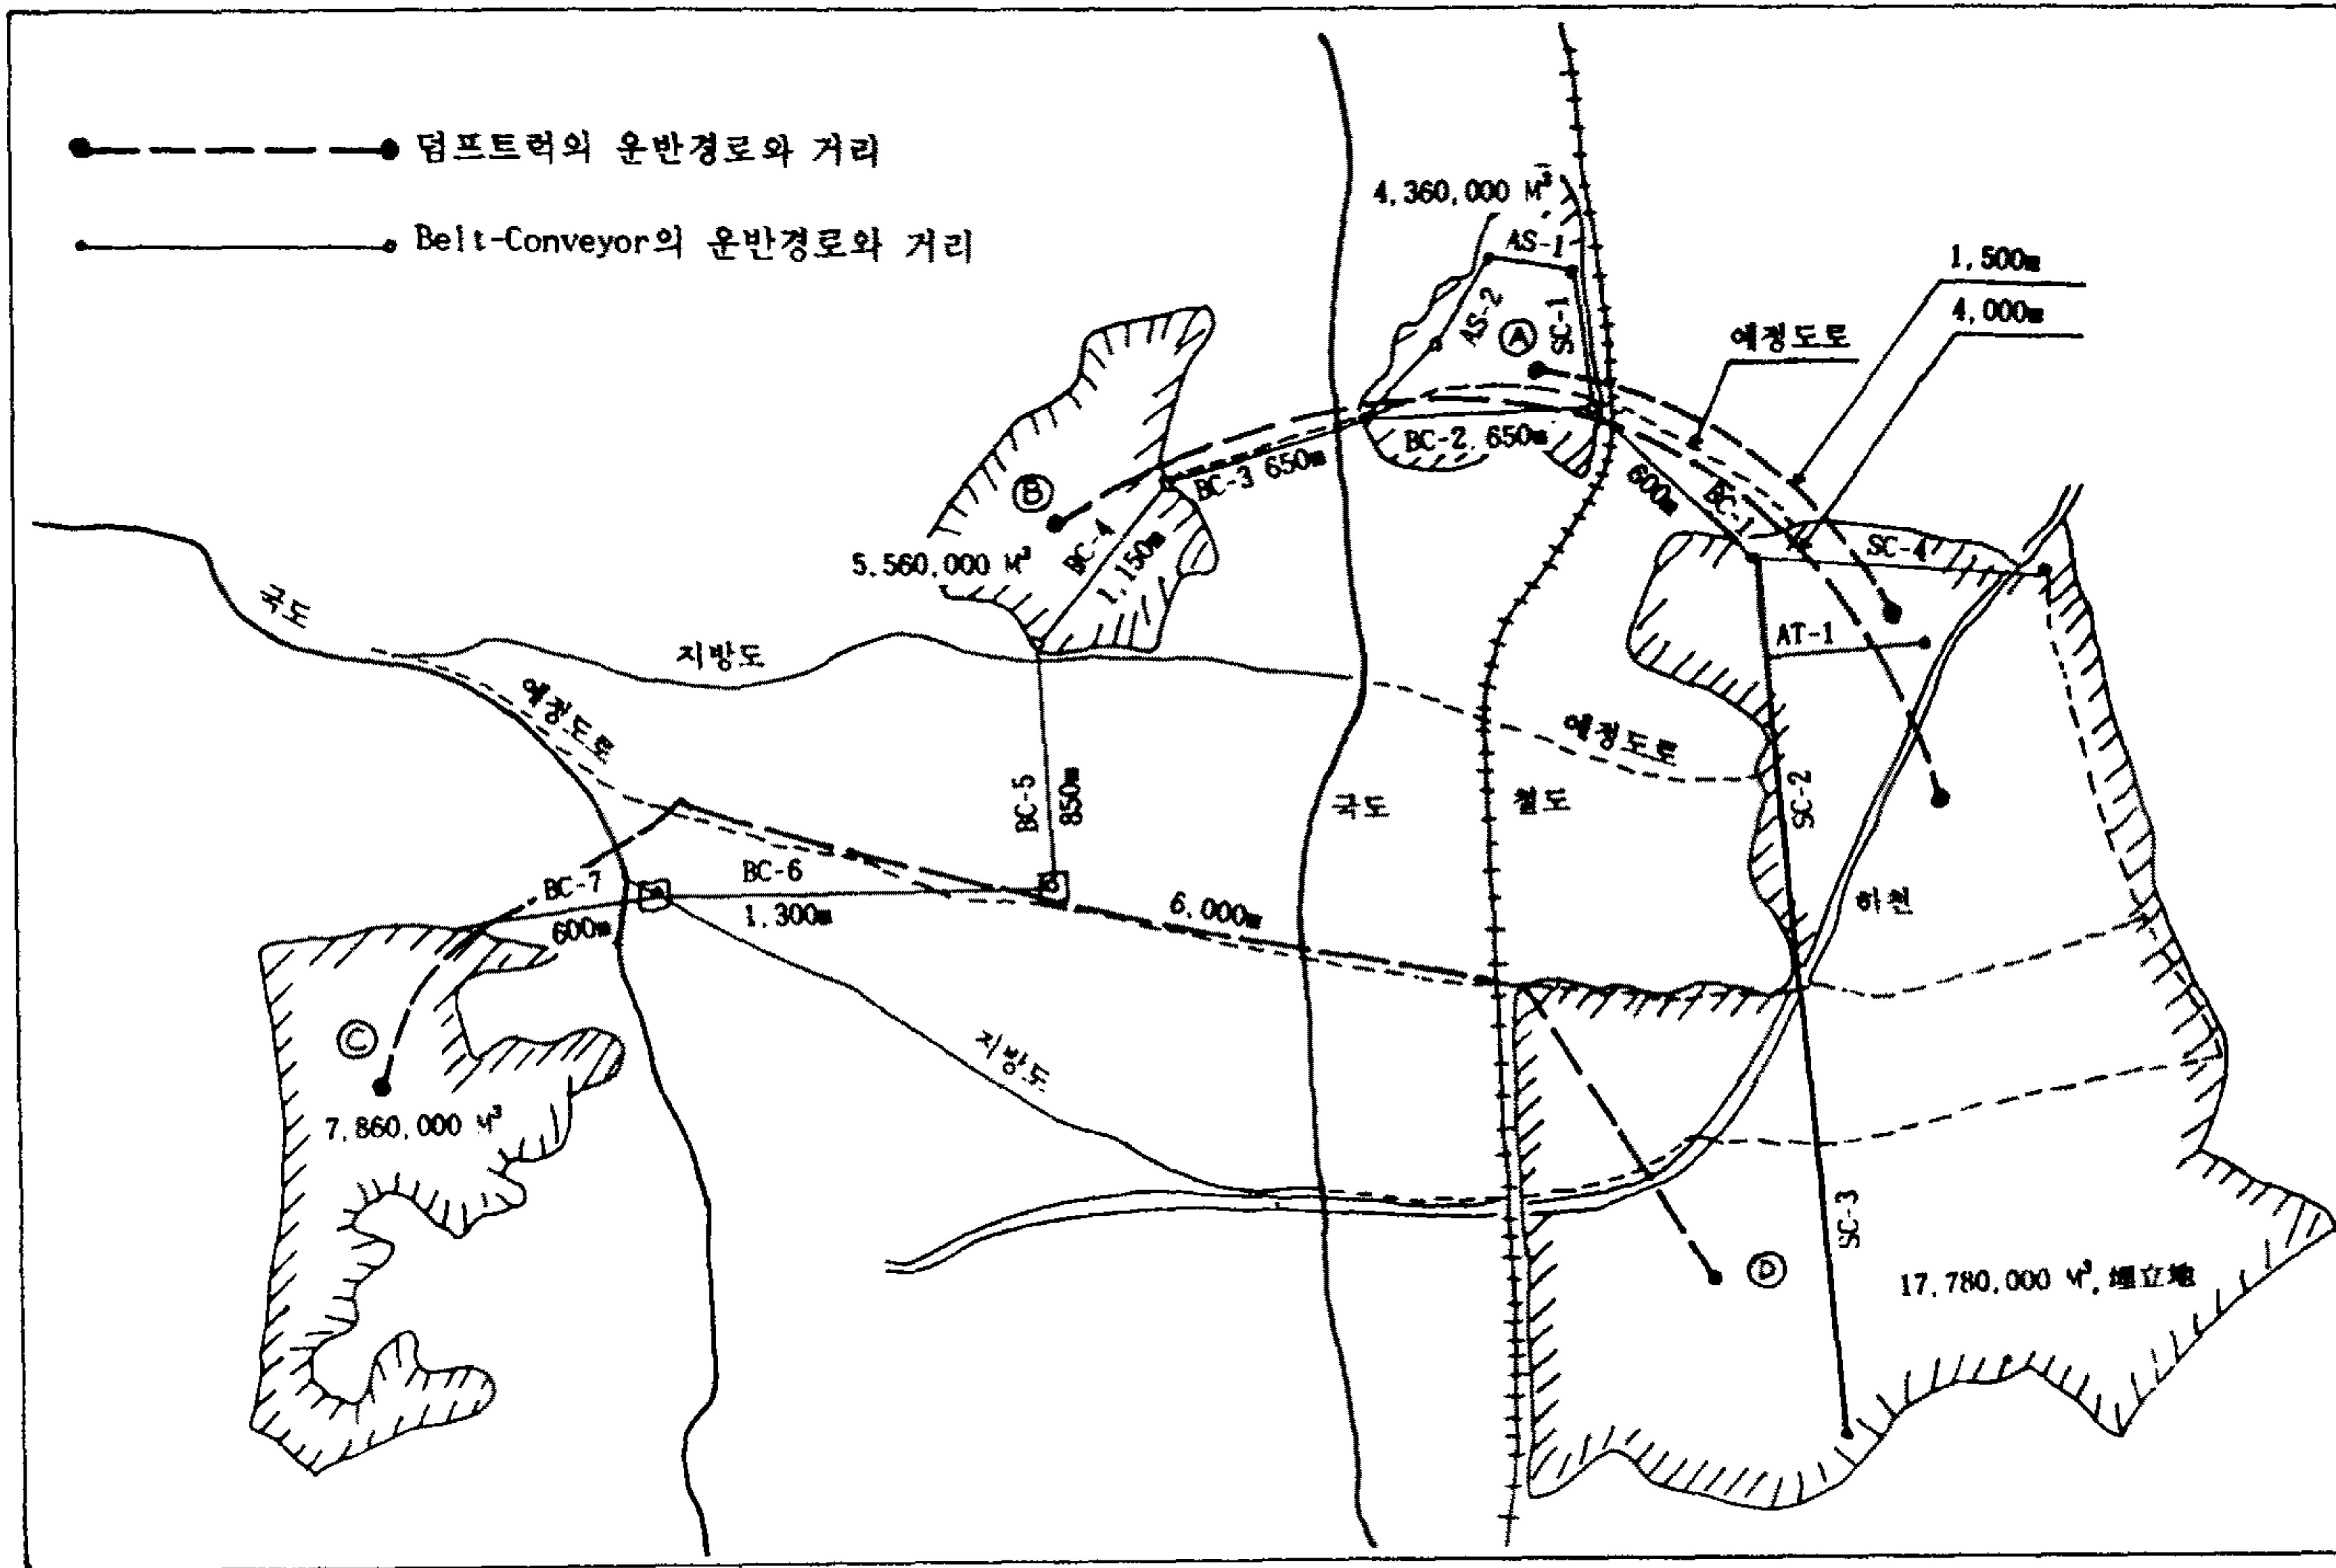 덤프트럭의 운반경로와 거리
Belt-Conveyor의 운반경로와 거리
4,360,000 M³
AS-1
AS-2
SC-1
Ⓐ
1,500m
4,000m
예정도로
BC-2 650m
BC-3 650m
600m
BC-1
SC-4
Ⓑ
BC-4
1,150m
5,560,000 M³
AT-1
국도
지방도
예정도로
예정도로
BC-5
850m
국도
철도
SC-2
BC-6
1,300m
BC-7
600m
6,000m
하천
Ⓒ
지방도
7,860,000 M³
SC-3
Ⓓ
17,780,000 M³, 埋立地